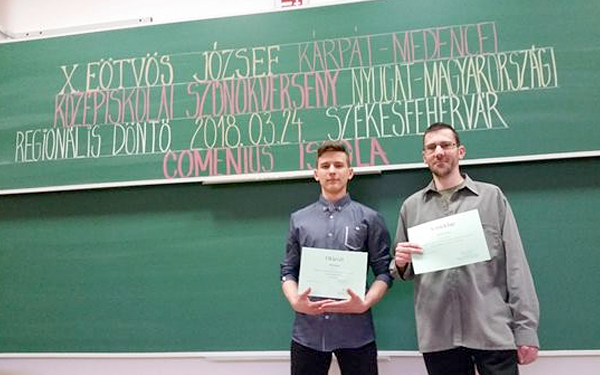 X. EÖTVÖS JÓZSEF KÁRPÁT-MEDENCEI
KÖZÉPISKOLAI SZÓNOKVERSENY NYUGAT-MAGYARORSZÁGI
REGIONÁLIS DÖNTŐ 2018.03.24. SZÉKESFEHÉRVÁR
COMENIUS ISKOLA